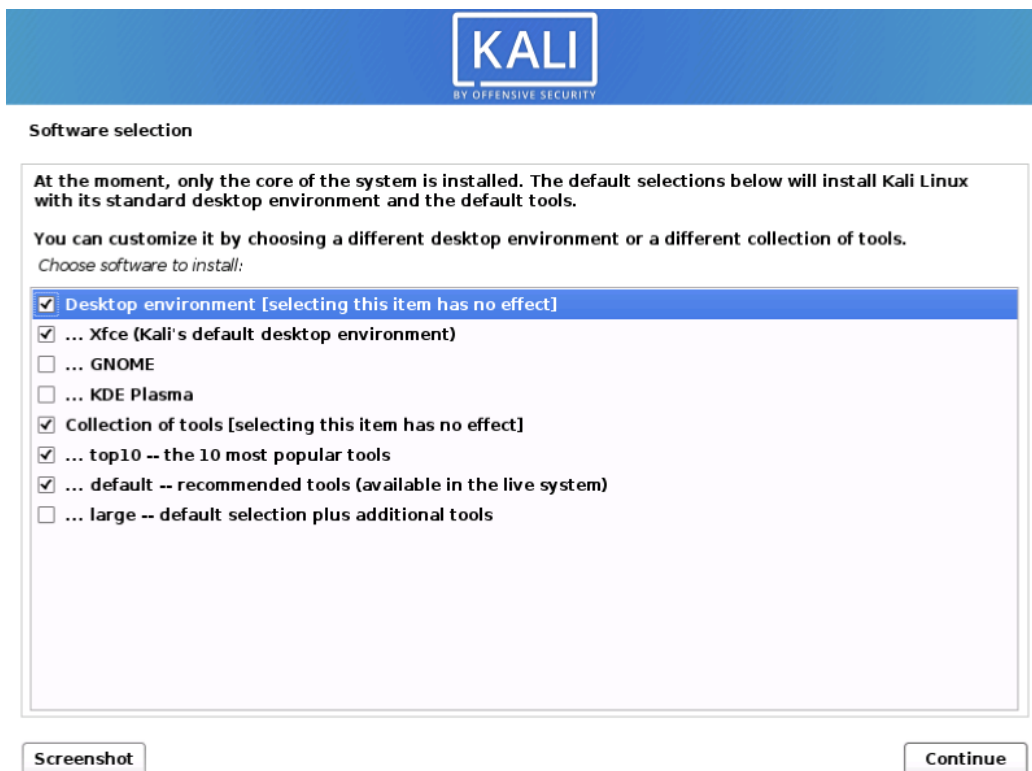 KALI
BY OFFENSIVE SECURITY
Software selection
At the moment, only the core of the system is installed. The default selections below will install Kali Linux
with its standard desktop environment and the default tools.
You can customize it by choosing a different desktop environment or a different collection of tools.
Choose software to install:
Desktop environment [selecting this item has no effect]
... Xfce (Kali's default desktop environment)
... GNOME
... KDE Plasma
Collection of tools [selecting this item has no effect]
... top10 -- the 10 most popular tools
... default -- recommended tools (available in the live system)
... large -- default selection plus additional tools
Screenshot
Continue